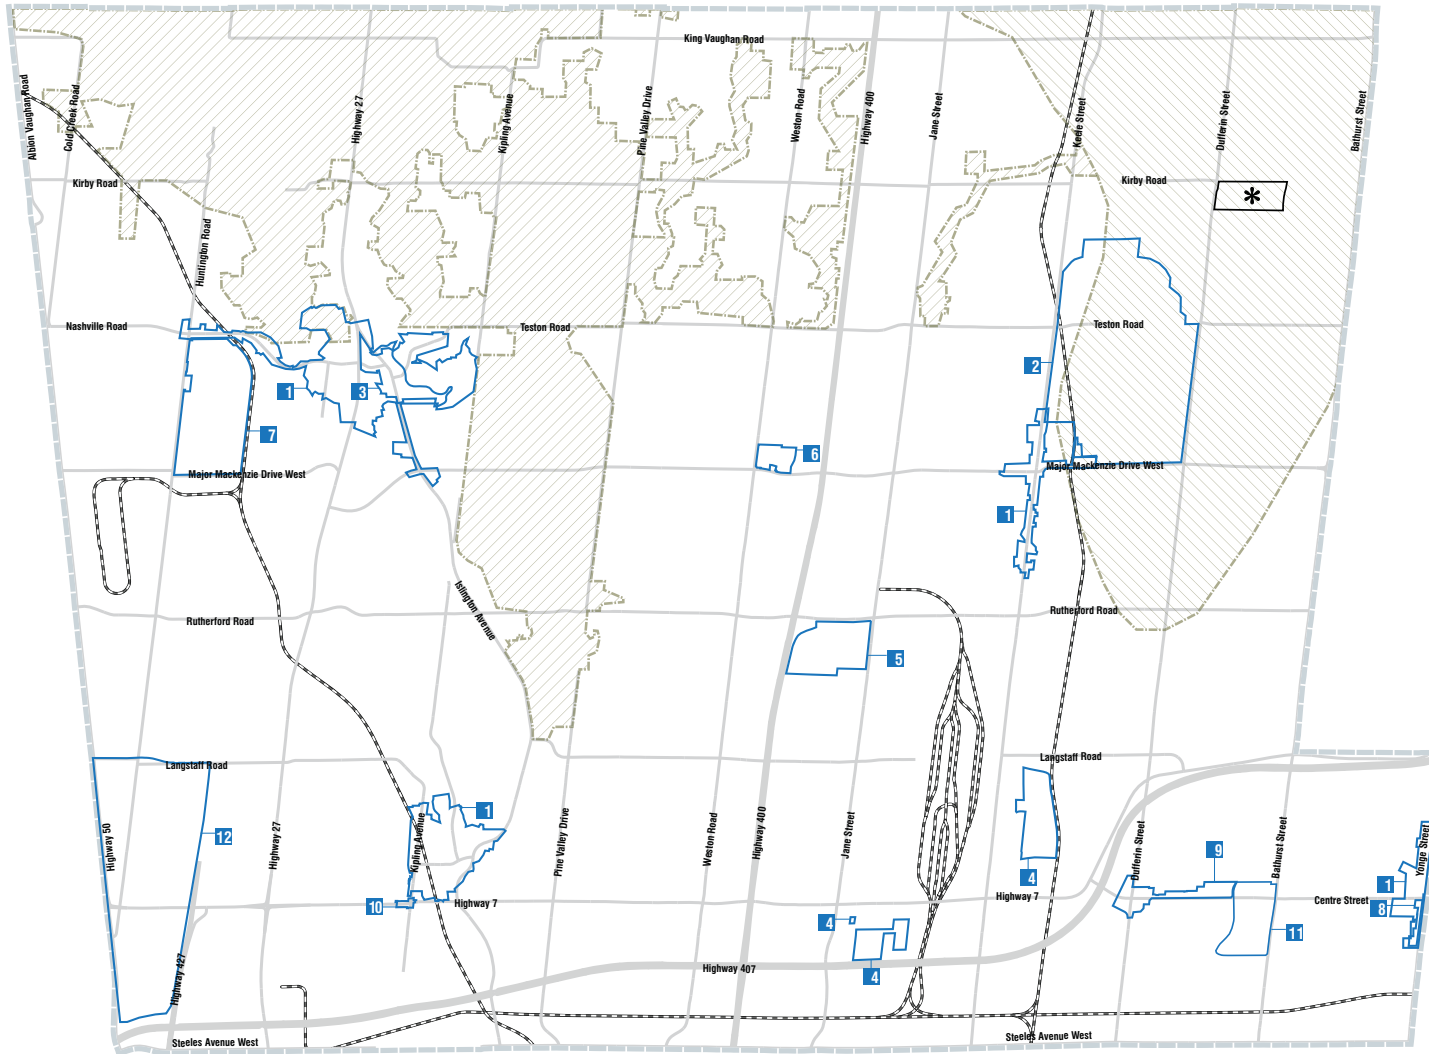 King Vaughan Road
Albion Vaughan Road
Cold Creek Road
Highway 27
Kipling Avenue
Pine Valley Drive
Weston Road
Highway 400
Jane Street
Keele Street
Dufferin Street
Bathurst Street
Kirby Road
Kirby Road
*
Huntington Road
Nashville Road
Teston Road
Teston Road
2
1
3
7
6
Major Mackenzie Drive West
Major Mackenzie Drive West
1
Islington Avenue
Rutherford Road
Rutherford Road
5
Langstaff Road
Langstaff Road
Highway 50
12
Highway 27
Kipling Avenue
1
Pine Valley Drive
Weston Road
Highway 400
Jane Street
4
Dufferin Street
9
Bathurst Street
Yonge Street
1
10
Highway 7
Highway 7
Centre Street
8
4
11
4
Highway 427
Highway 407
Steeles Avenue West
Steeles Avenue West